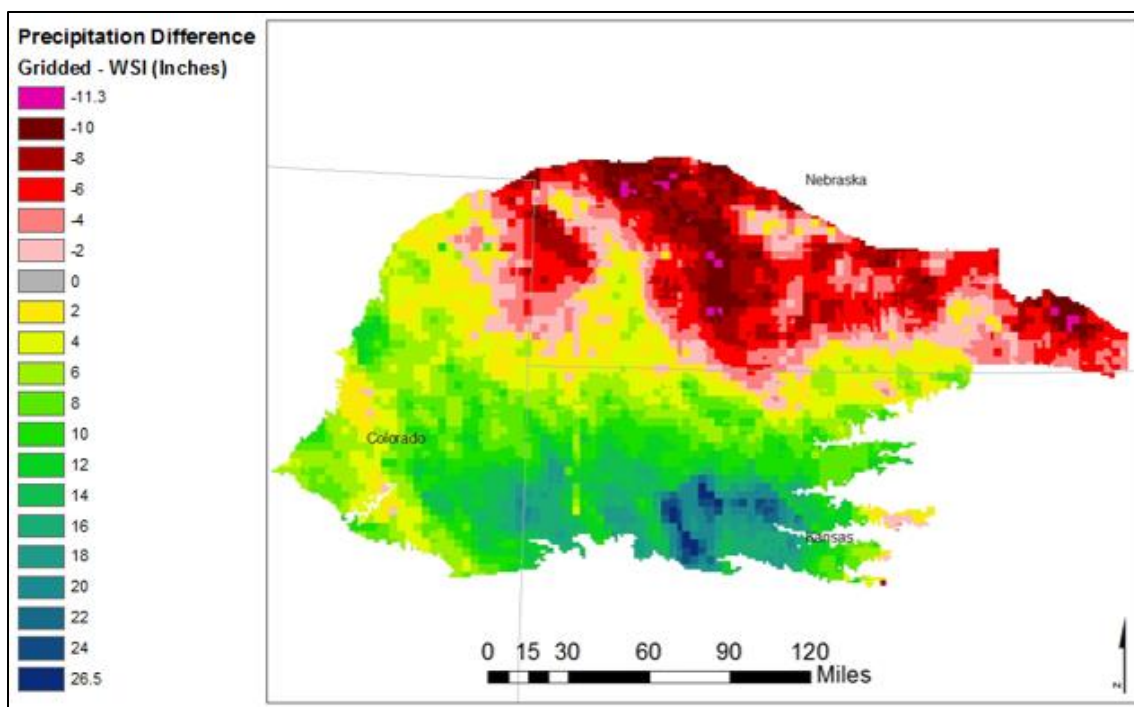 Precipitation Difference
Gridded - WSI (Inches)
-11.3
-10
-8
-6
-4
-2
0
2
4
6
8
10
12
14
16
18
20
22
24
26.5
Nebraska
Colorado
Kansas
0 15 30 60 90 120
Miles
N